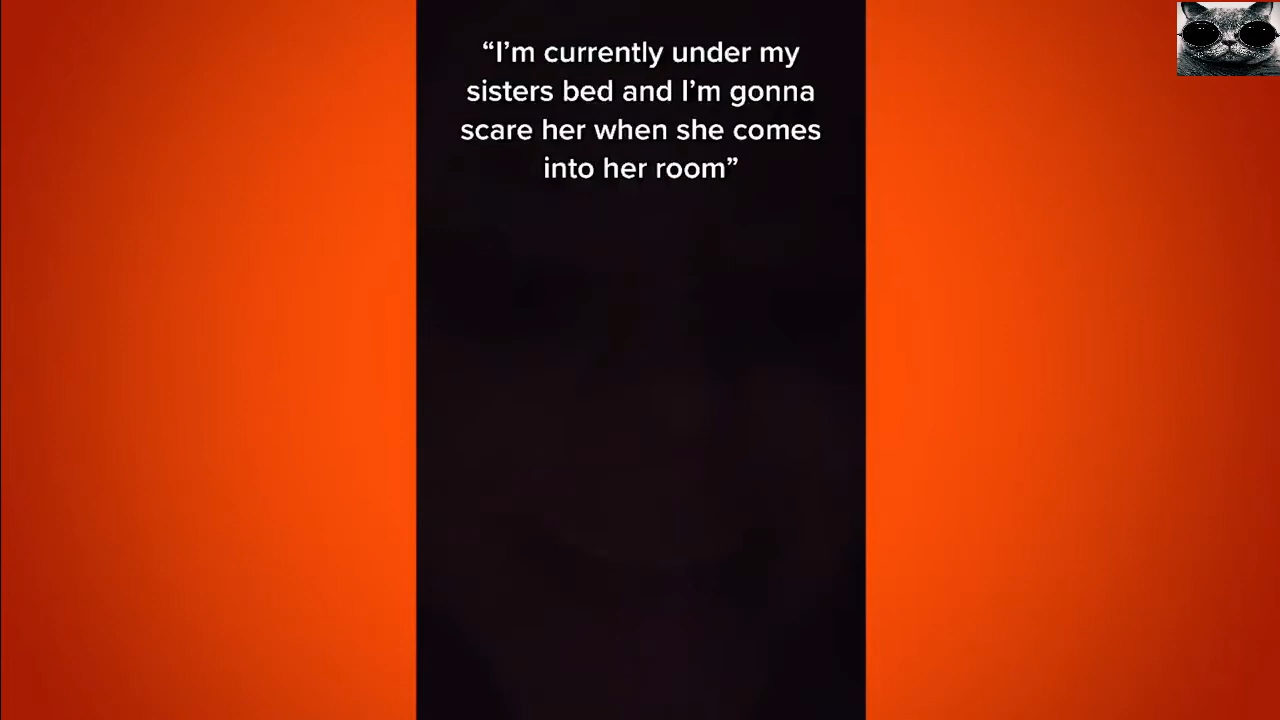 “I’m currently under my
sisters bed and I’m gonna
scare her when she comes
into her room”